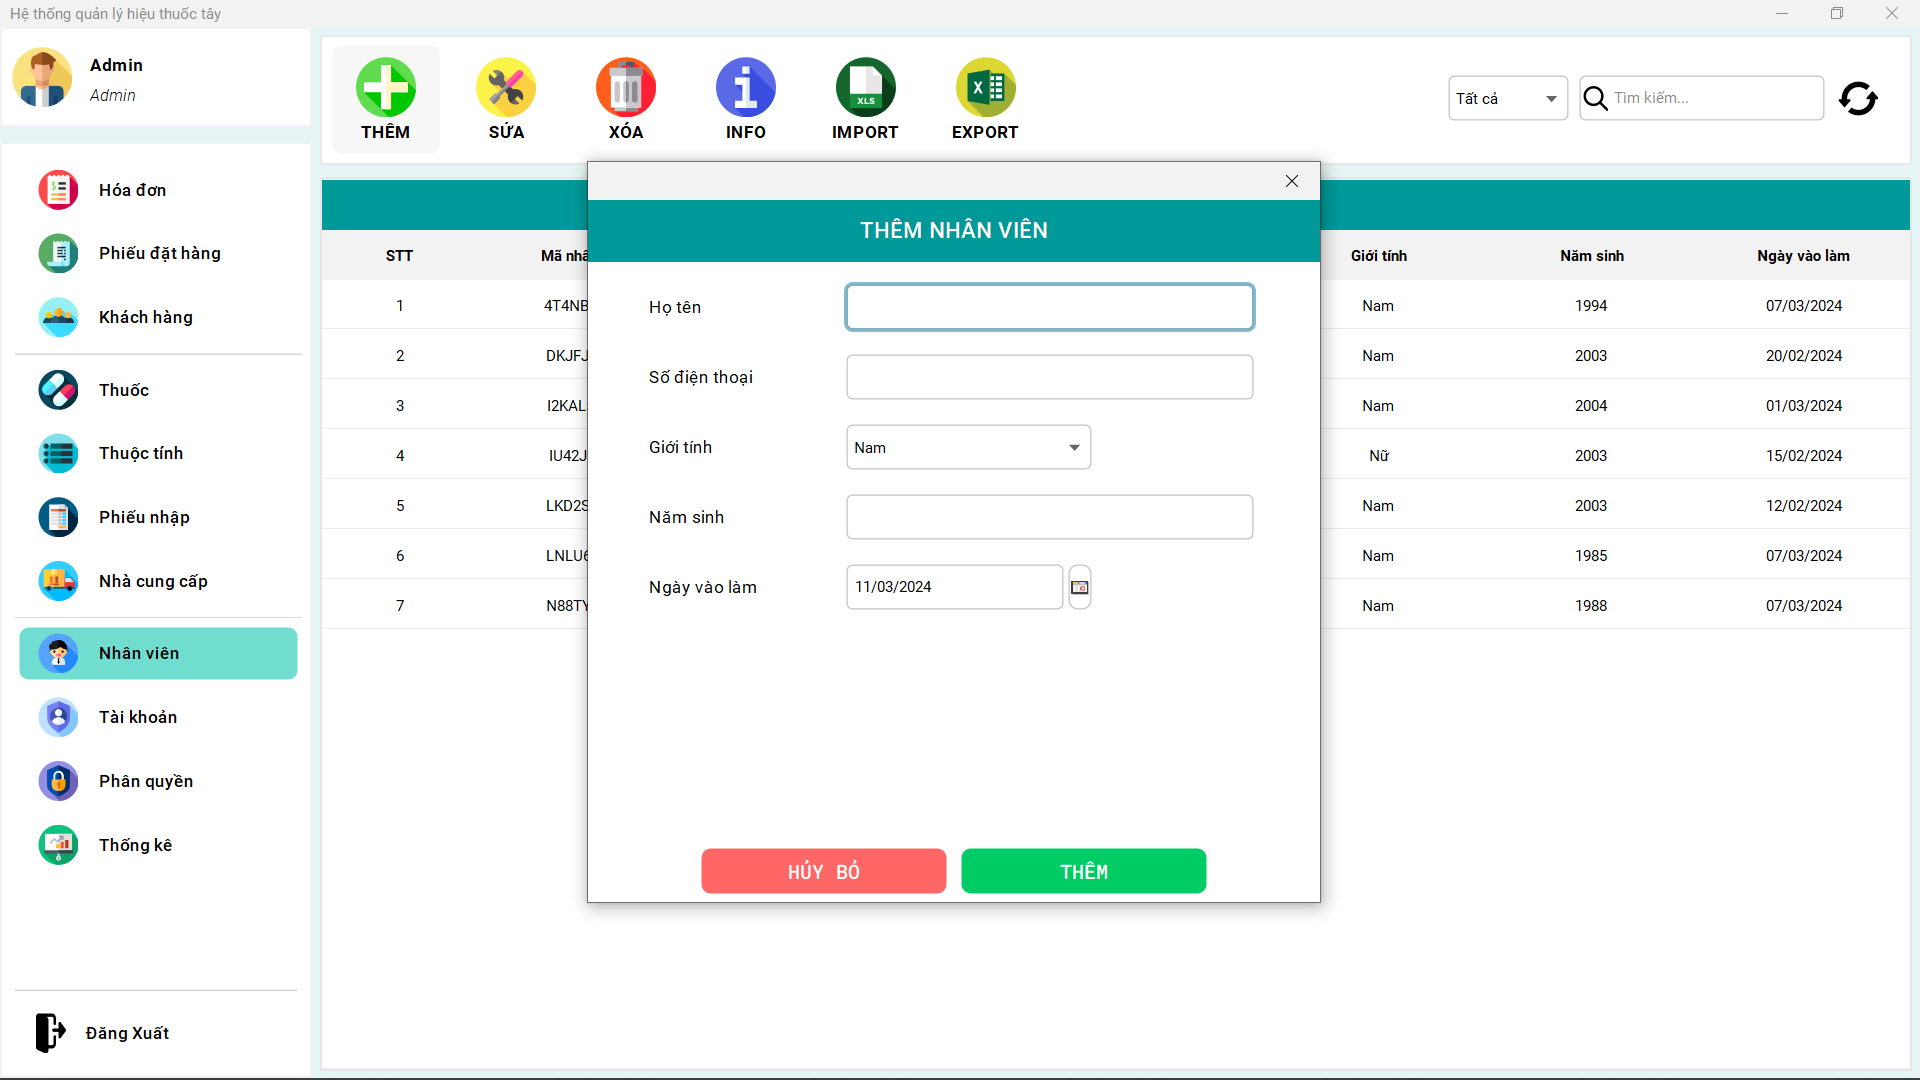 Hệ thống quản lý hiệu thuốc tây
Admin
Admin
THÊM
SỨA
XÓA
INFO
XLS
IMPORT
X
EXPORT
Tất cả
Tìm kiếm...
Hóa đơn
Phiếu đặt hàng
Khách hàng
Thuốc
Thuộc tính
Phiếu nhập
Nhà cung cấp
Nhân viên
Tài khoản
Phân quyền
Thống kê
Đăng Xuất
STT Mã nhâ Giới tính Năm sinh Ngày vào làm
1 4T4NB Nam 1994 07/03/2024
2 DKJFJ Nam 2003 20/02/2024
3 I2KAL Nam 2004 01/03/2024
4 IU42J Nữ 2003 15/02/2024
5 LKD2S Nam 2003 12/02/2024
6 LNLU6 Nam 1985 07/03/2024
7 N88TY Nam 1988 07/03/2024
THÊM NHÂN VIÊN
Họ tên
Số điện thoại
Giới tính Nam
Năm sinh
Ngày vào làm 11/03/2024
HỦY BỎ THÊM